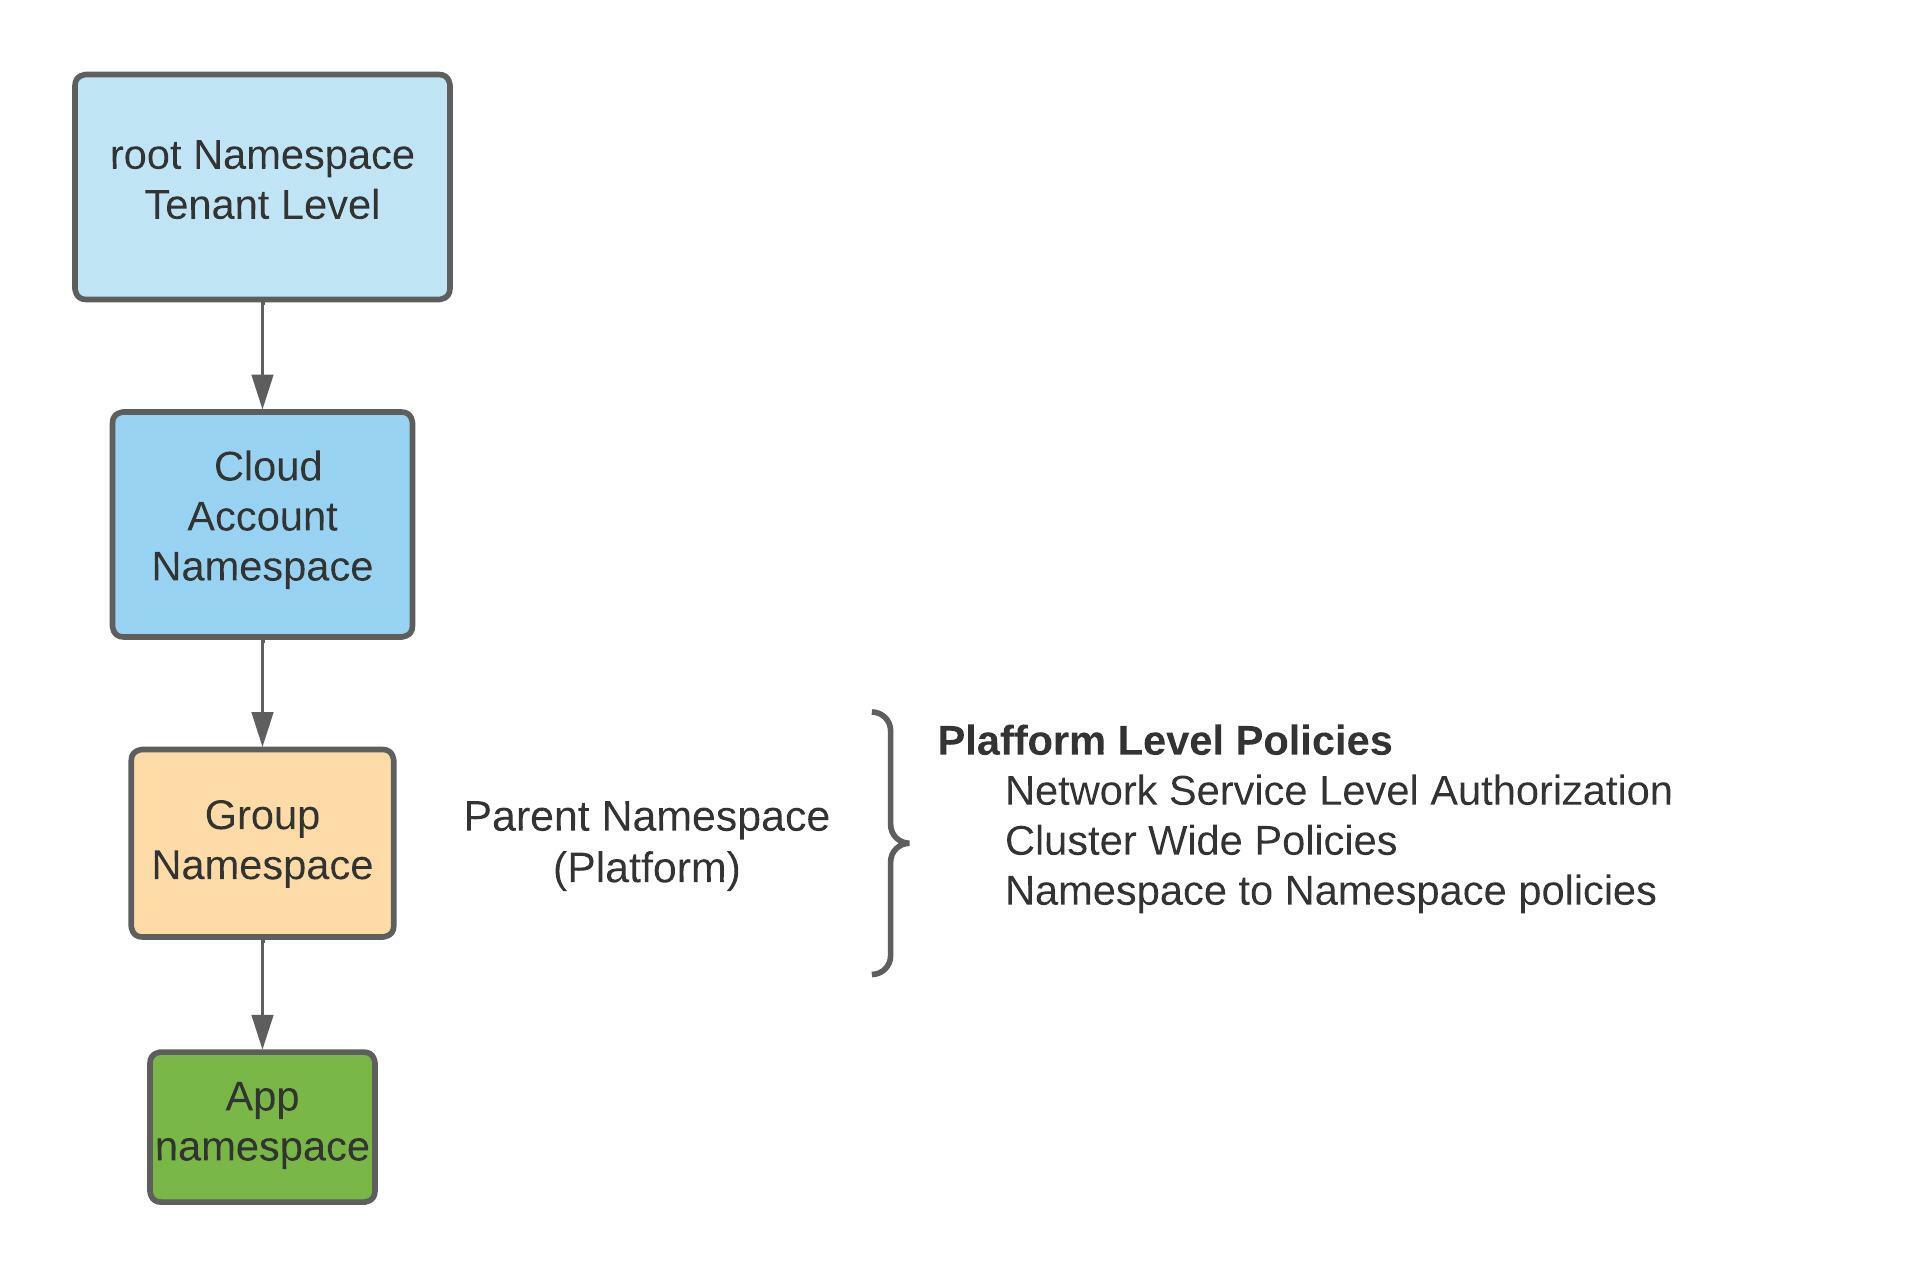 root Namespace
Tenant Level
Cloud
Account
Namespace
Group
Namespace
Parent Namespace
(Platform)
Plafform Level Policies
Network Service Level Authorization
Cluster Wide Policies
Namespace to Namespace policies
App
namespace